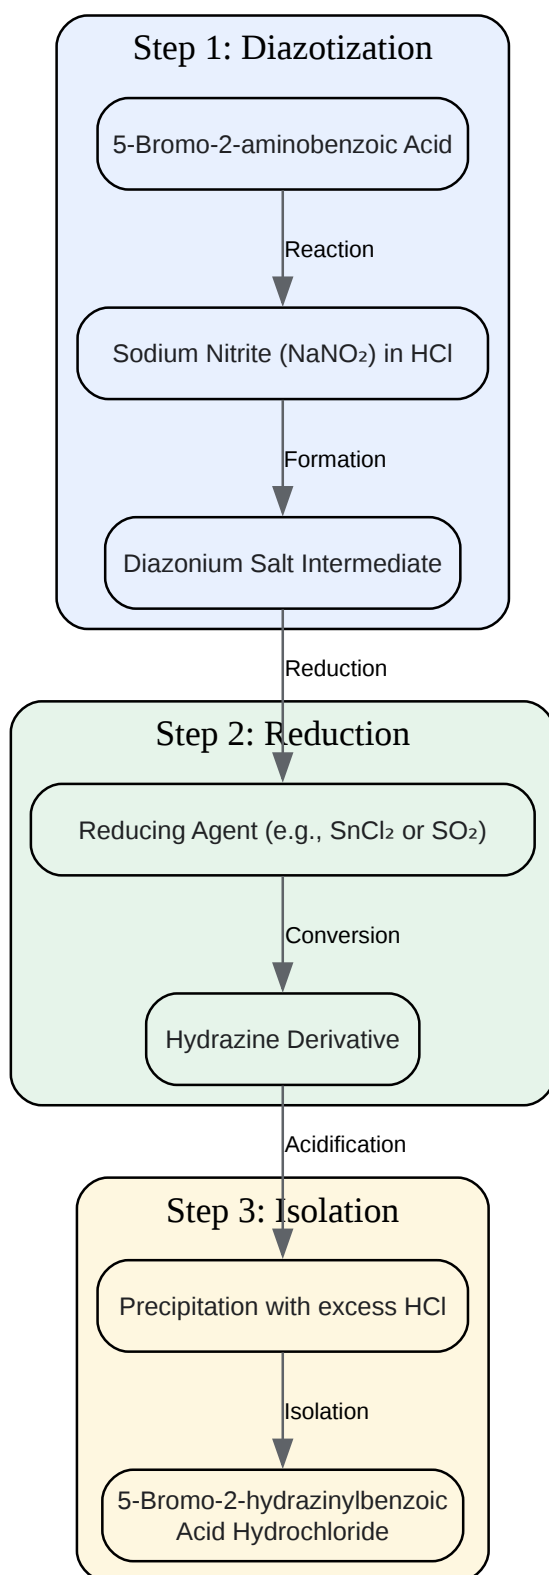 Step 1: Diazotization
5-Bromo-2-aminobenzoic Acid
Reaction
Sodium Nitrite (NaNO₂) in HCl
Formation
Diazonium Salt Intermediate
Reduction
Step 2: Reduction
Reducing Agent (e.g., SnCl₂ or SO₂)
Conversion
Hydrazine Derivative
Acidification
Step 3: Isolation
Precipitation with excess HCl
Isolation
5-Bromo-2-hydrazinylbenzoic
Acid Hydrochloride